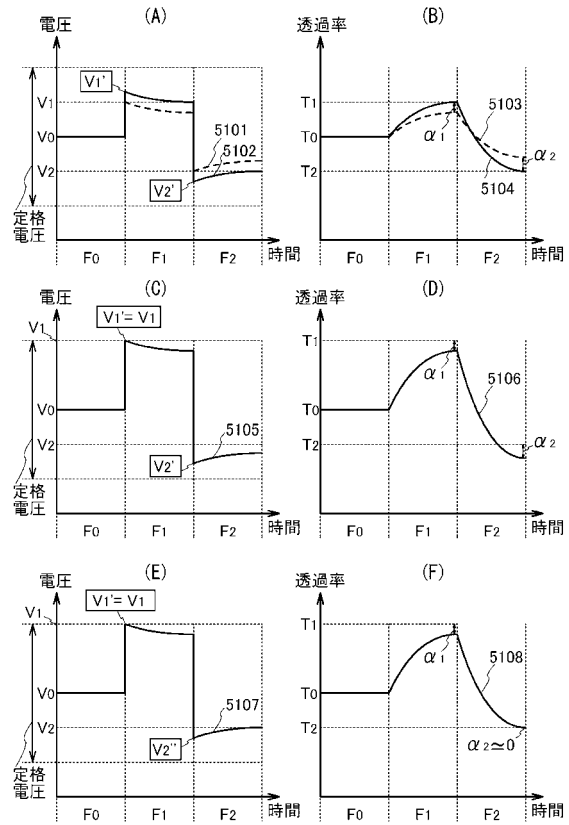 (A)
電圧
V1'
V1
V0
V2
5101
5102
V2'
定格
電圧
F0
F1
F2
時間
(B)
透過率
T1
T0
T2
α1
5103
α2
5104
F0
F1
F2
時間
(C)
電圧
V1
V1'= V1
V0
V2
5105
V2'
定格
電圧
F0
F1
F2
時間
(D)
透過率
T1
α1
5106
T0
T2
α2
F0
F1
F2
時間
(E)
電圧
V1
V1'= V1
V0
V2
5107
V2''
定格
電圧
F0
F1
F2
時間
(F)
透過率
T1
α1
5108
T0
T2
α2≃0
F0
F1
F2
時間